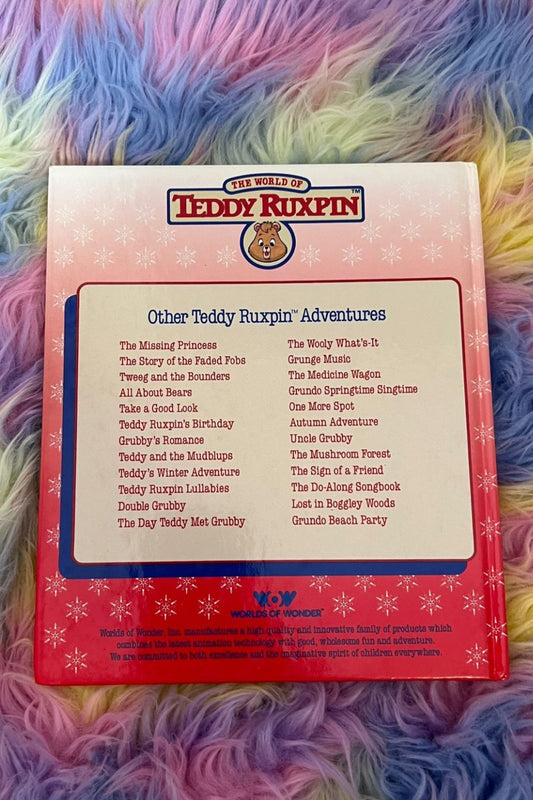 THE WORLD OF
TEDDY RUXPIN™
Other Teddy Ruxpin™ Adventures
The Missing Princess
The Story of the Faded Fobs
Tweeg and the Bounders
All About Bears
Take a Good Look
Teddy Ruxpin's Birthday
Grubby's Romance
Teddy and the Mudblups
Teddy's Winter Adventure
Teddy Ruxpin Lullabies
Double Grubby
The Day Teddy Met Grubby
The Wooly What's-It
Grunge Music
The Medicine Wagon
Grundo Springtime Singtime
One More Spot
Autumn Adventure
Uncle Grubby
The Mushroom Forest
The Sign of a Friend
The Do-Along Songbook
Lost in Boggley Woods
Grundo Beach Party
WOW
WORLDS OF WONDER™
Worlds of Wonder, Inc. manufactures a high quality and innovative family of products which
combines the latest animation technology with good, wholesome fun and adventure.
We are committed to both excellence and the imaginative spirit of children everywhere.